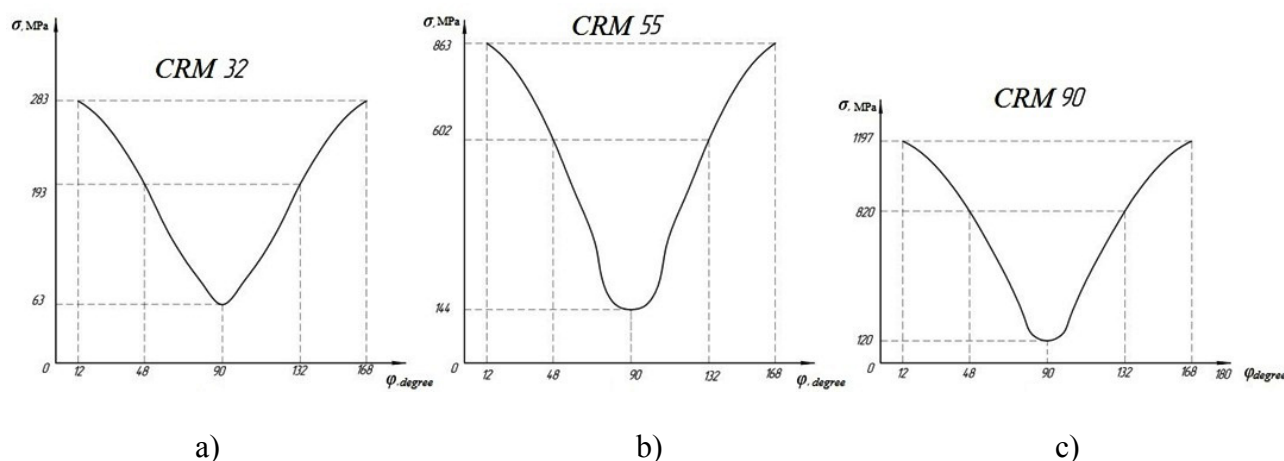 σ, MPa
CRM 32
283
193
63
0
12 48 90 132 168
φ, degree
a)
σ, MPa
CRM 55
863
602
144
0
12 48 90 132 168
φ, degree
b)
σ, MPa
CRM 90
1197
820
120
0
12 48 90 132 168 180
φ degree
c)